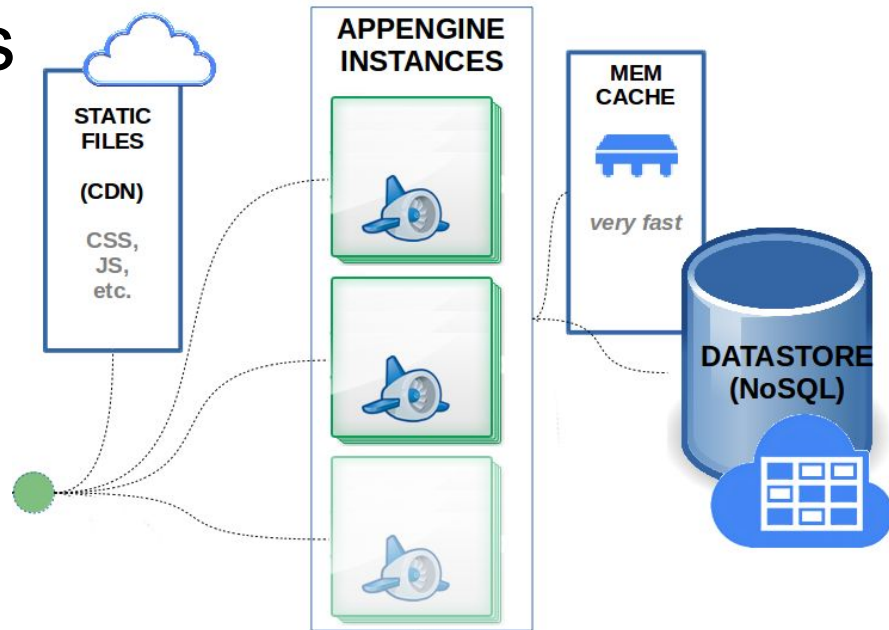 S
STATIC
FILES
(CDN)
CSS,
JS,
etc.
APPENGINE
INSTANCES
MEM
CACHE
very fast
DATASTORE
(NoSQL)